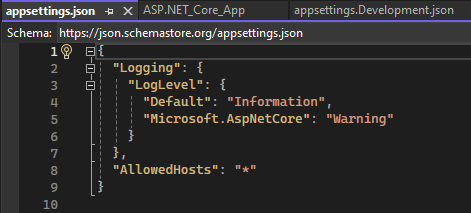 appsettings.json ASP.NET_Core_App appsettings.Development.json
Schema: https://json.schemastore.org/appsettings.json
1 {
2 "Logging": {
3 "LogLevel": {
4 "Default": "Information",
5 "Microsoft.AspNetCore": "Warning"
6 }
7 },
8 "AllowedHosts": "*"
9 }
10